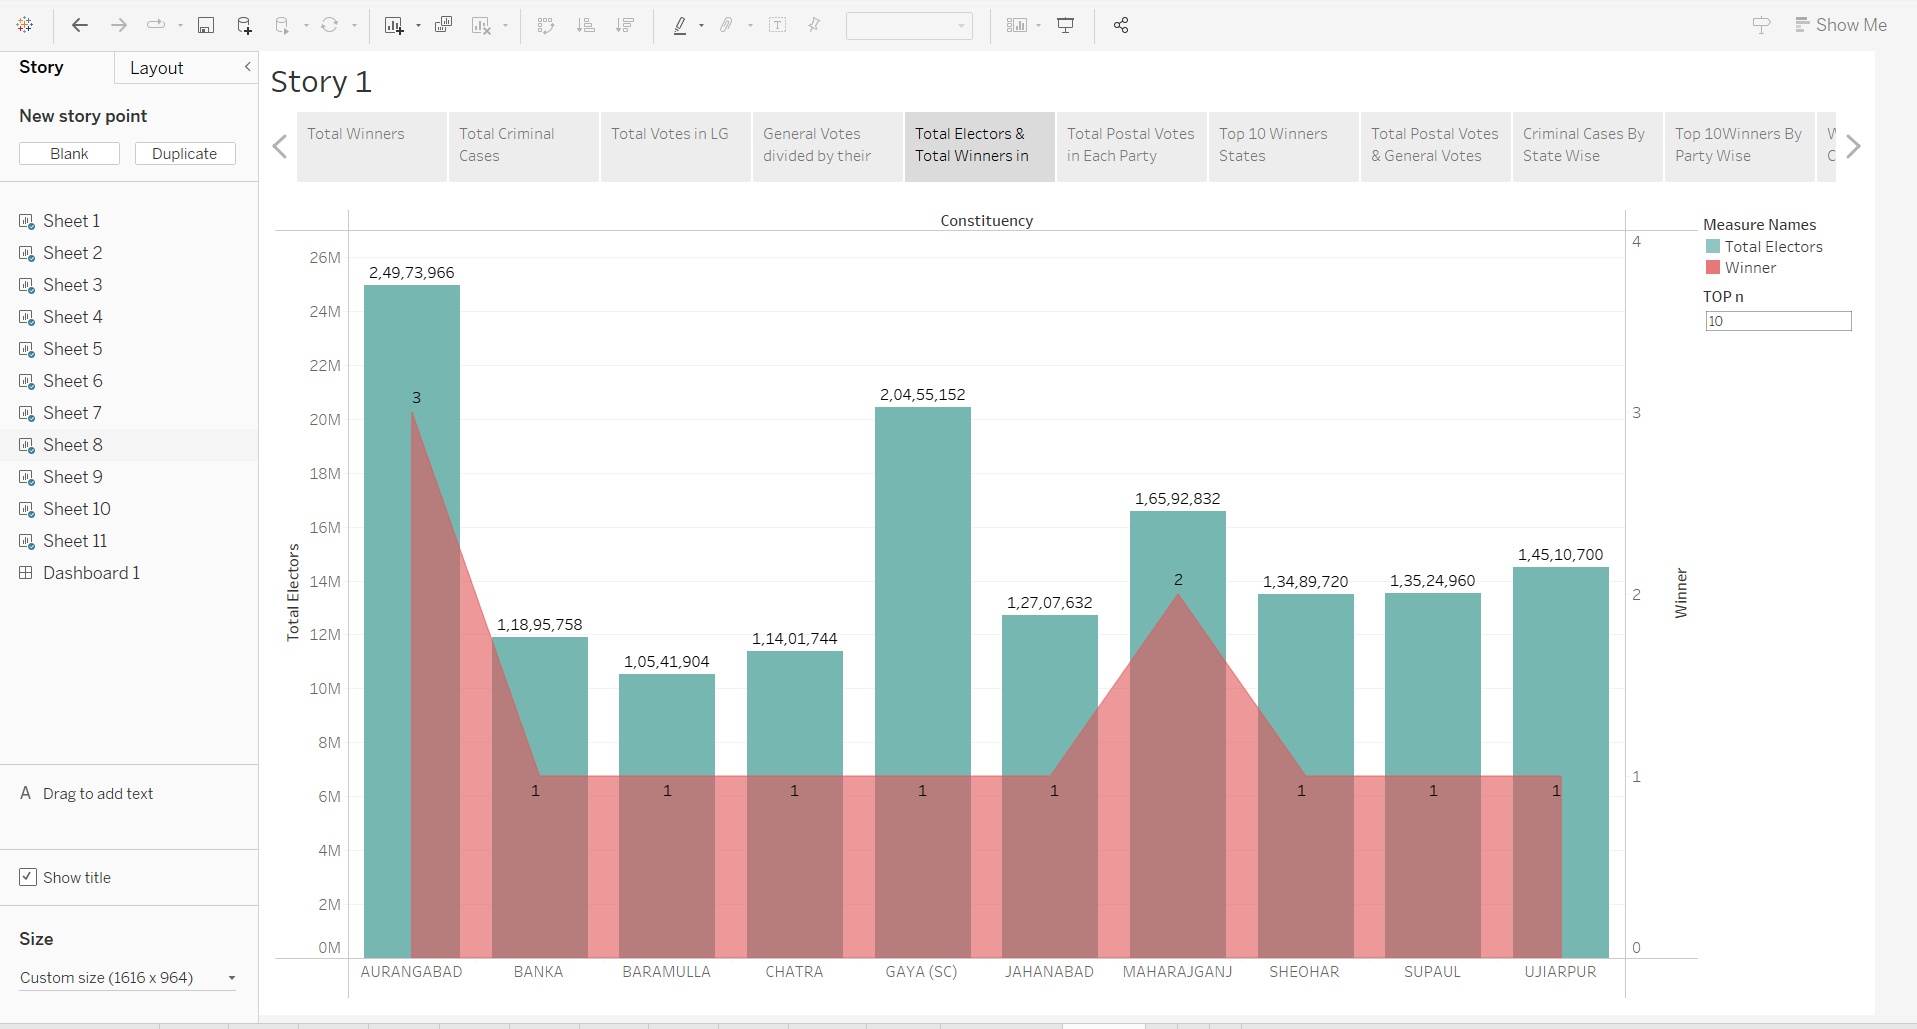 Show Me
Story
Layout
New story point
Blank
Duplicate
Sheet 1
Sheet 2
Sheet 3
Sheet 4
Sheet 5
Sheet 6
Sheet 7
Sheet 8
Sheet 9
Sheet 10
Sheet 11
Dashboard 1
A Drag to add text
Show title
Size
Custom size (1616 x 964)
Story 1
Total Winners
Total Criminal
Cases
Total Votes in LG
General Votes
divided by their
Total Electors &
Total Winners in
Total Postal Votes
in Each Party
Top 10 Winners
States
Total Postal Votes
& General Votes
Criminal Cases By
State Wise
Top 10Winners By
Party Wise
Constituency
Total Electors
26M
24M
22M
20M
18M
16M
14M
12M
10M
8M
6M
4M
2M
0M
2,49,73,966
1,18,95,758
1,05,41,904
1,14,01,744
2,04,55,152
1,27,07,632
1,65,92,832
1,34,89,720
1,35,24,960
1,45,10,700
3
1
1
1
1
1
2
1
1
1
AURANGABAD
BANKA
BARAMULLA
CHATRA
GAYA (SC)
JAHANABAD
MAHARAJGANJ
SHEOHAR
SUPAUL
UJIARPUR
4
3
2
1
0
Winner
Measure Names
Total Electors
Winner
TOP n
10